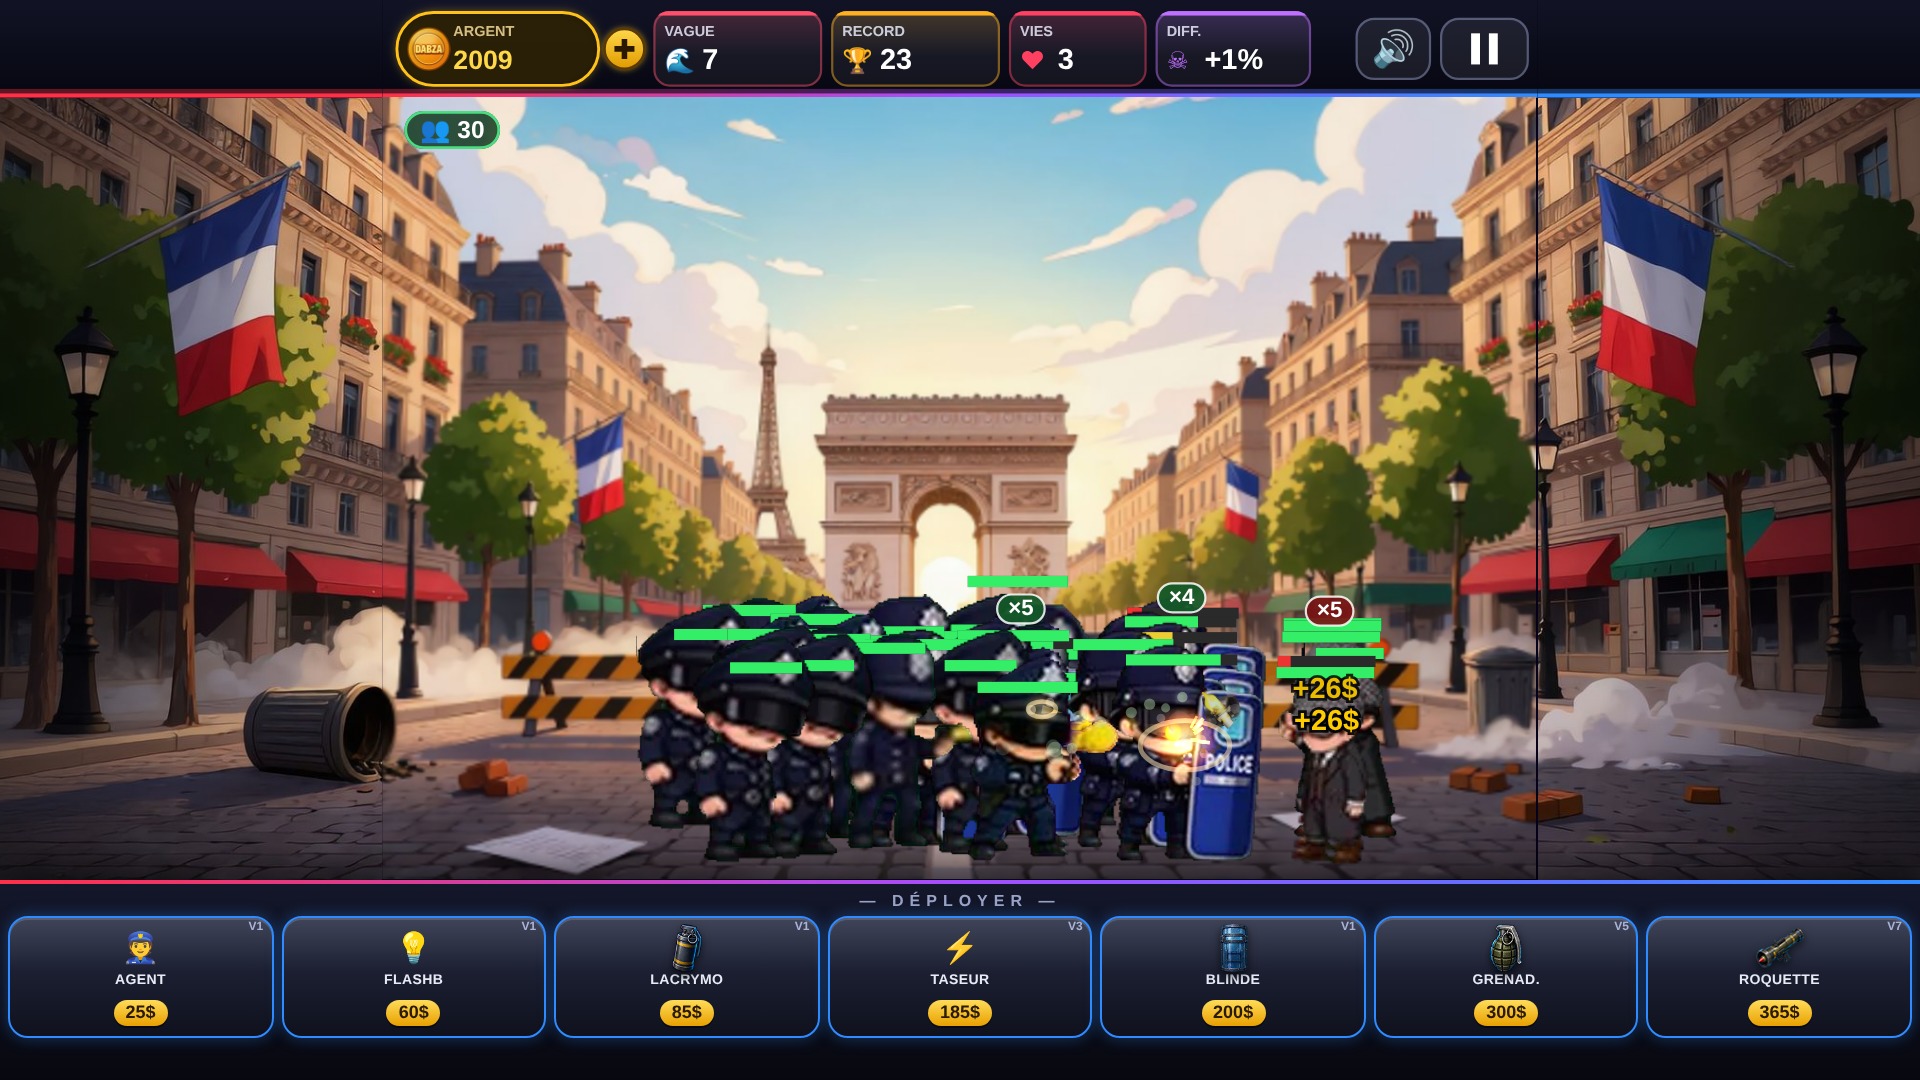 ARGENT
DABZA
2009
VAGUE
7
RECORD
23
VIES
3
DIFF.
+1%
30
×5
×4
×5
+26$
+26$
POLICE
— DÉPLOYER —
V1
AGENT
25$
V1
FLASHB
60$
V1
LACRYMO
85$
V3
TASEUR
185$
V1
BLINDE
200$
V5
GRENAD.
300$
V7
ROQUETTE
365$